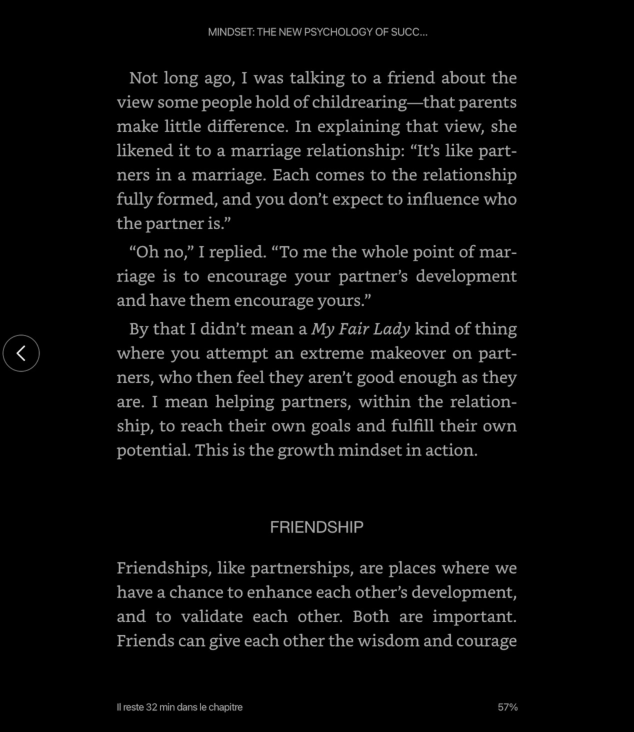 MINDSET: THE NEW PSYCHOLOGY OF SUCC...
Not long ago, I was talking to a friend about the
view some people hold of childrearing—that parents
make little difference. In explaining that view, she
likened it to a marriage relationship: “It’s like part-
ners in a marriage. Each comes to the relationship
fully formed, and you don’t expect to influence who
the partner is.”
“Oh no,” I replied. “To me the whole point of mar-
riage is to encourage your partner’s development
and have them encourage yours.”
By that I didn’t mean a My Fair Lady kind of thing
where you attempt an extreme makeover on part-
ners, who then feel they aren’t good enough as they
are. I mean helping partners, within the relation-
ship, to reach their own goals and fulfill their own
potential. This is the growth mindset in action.
FRIENDSHIP
Friendships, like partnerships, are places where we
have a chance to enhance each other’s development,
and to validate each other. Both are important.
Friends can give each other the wisdom and courage
Il reste 32 min dans le chapitre
57%